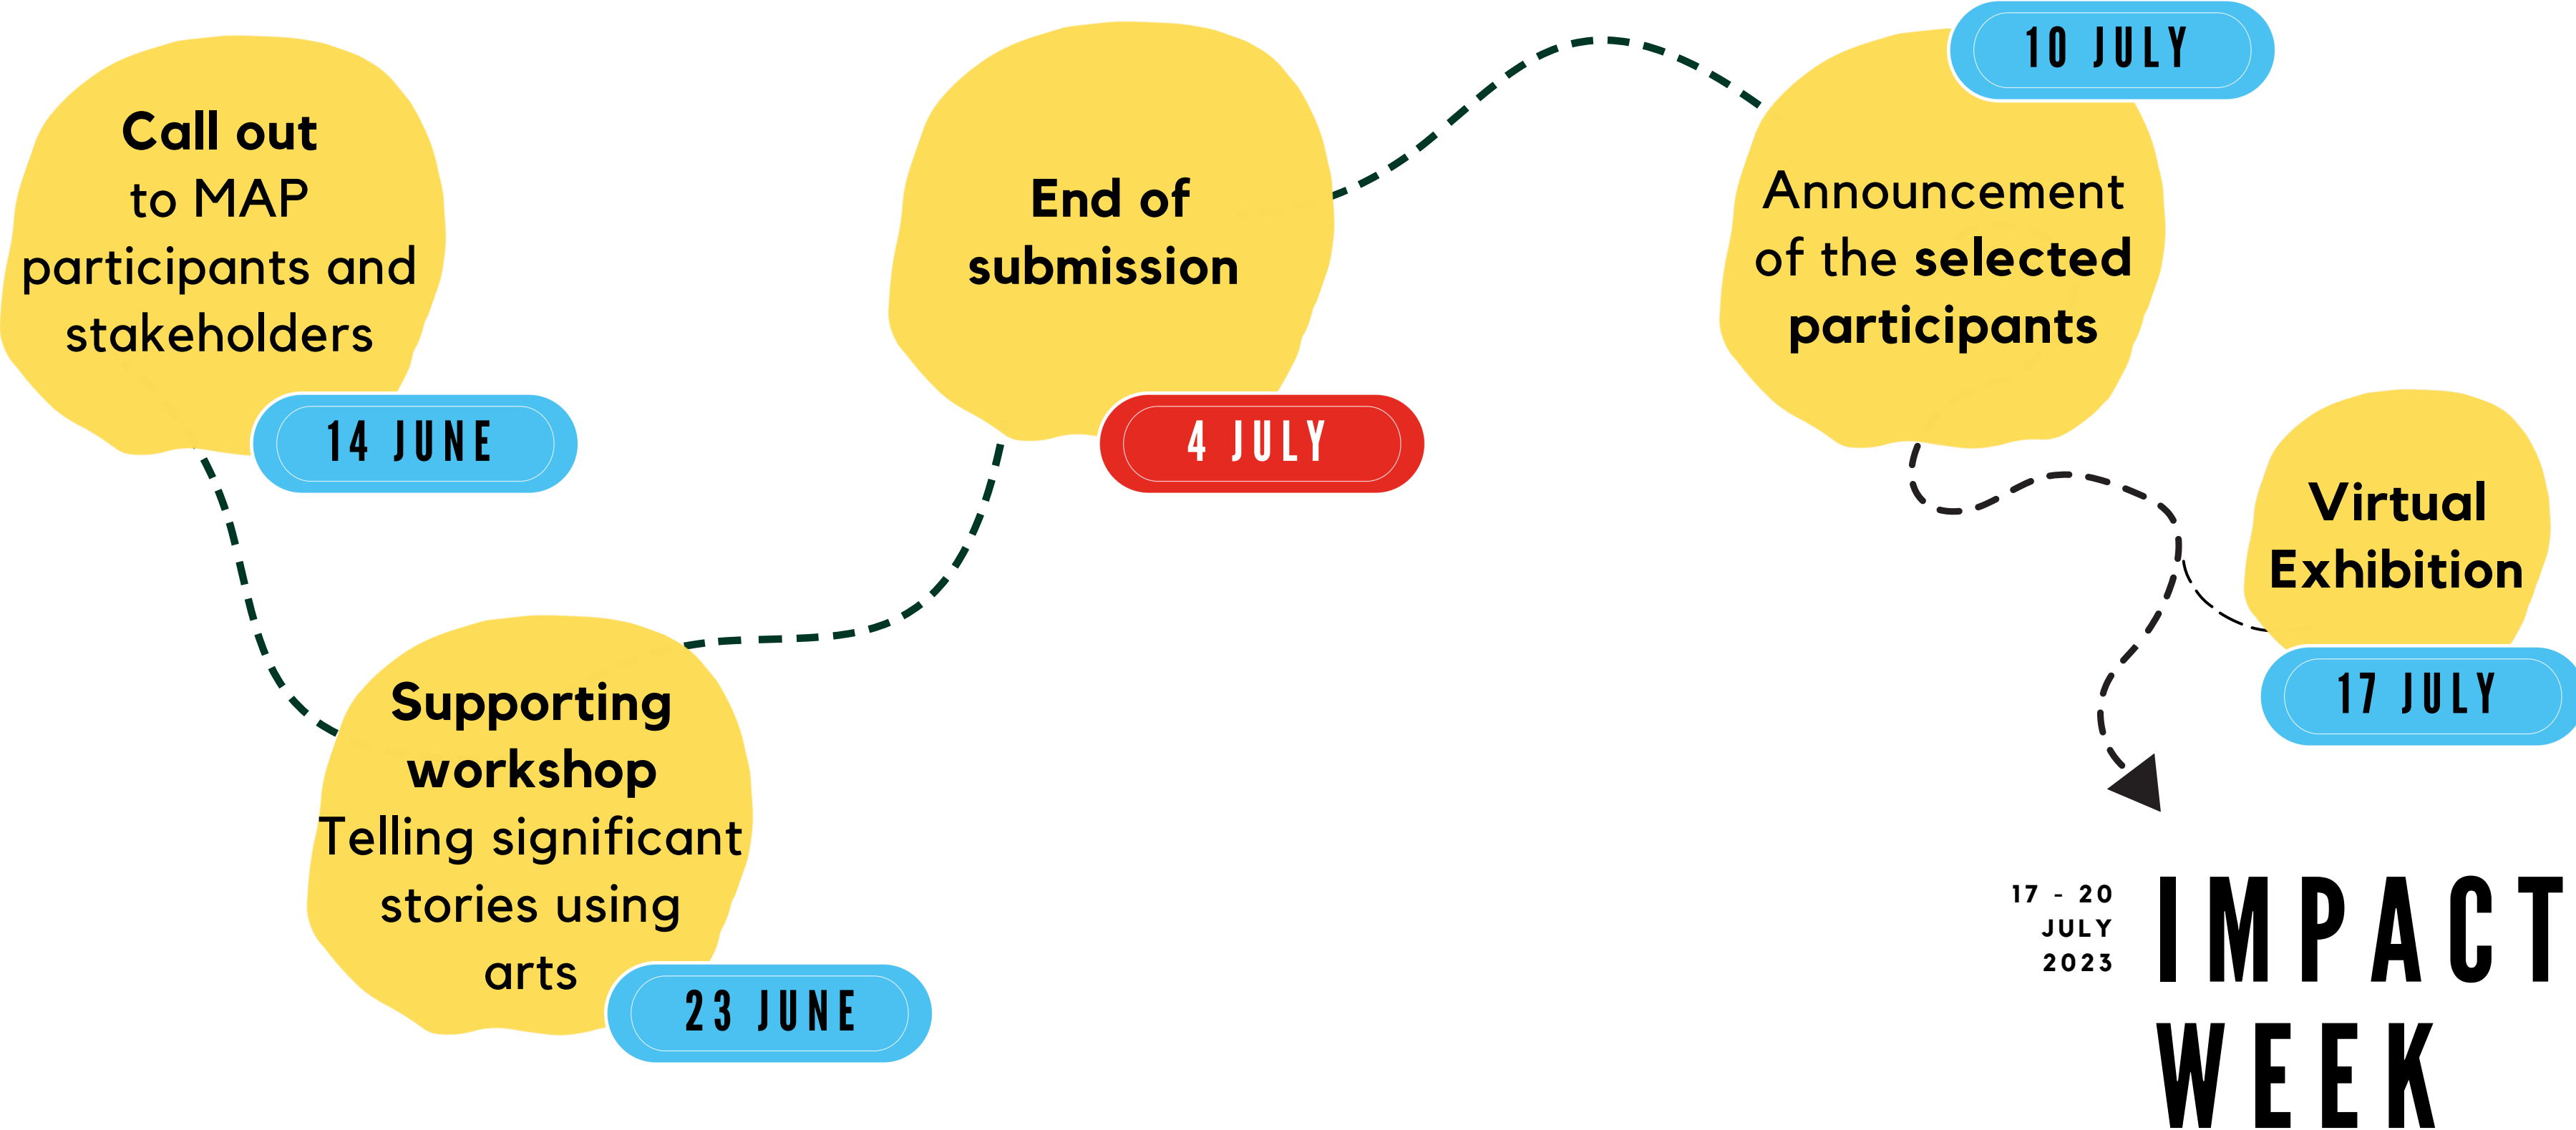 Call out
to MAP
participants and
stakeholders
14 JUNE
Supporting
workshop
Telling significant
stories using
arts
23 JUNE
End of
submission
4 JULY
10 JULY
Announcement
of the selected
participants
Virtual
Exhibition
17 JULY
17 - 20
JULY
2023
IMPACT
WEEK